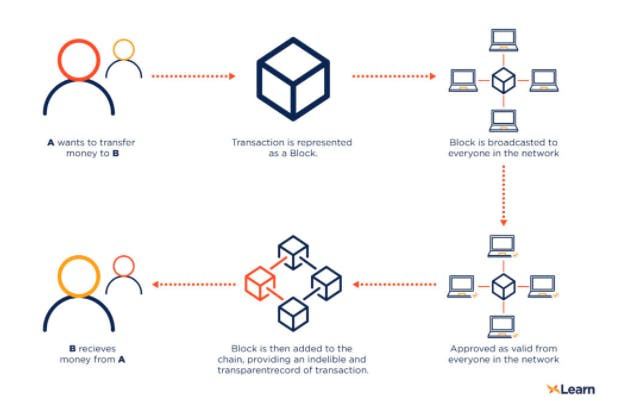 A wants to transfer
money to B
Transaction is represented
as a Block.
Block is broadcasted to
everyone in the network
B recieves
money from A
Block is then added to the
chain, providing an indelible and
transparentrecord of transaction.
Approved as valid from
everyone in the network
Learn